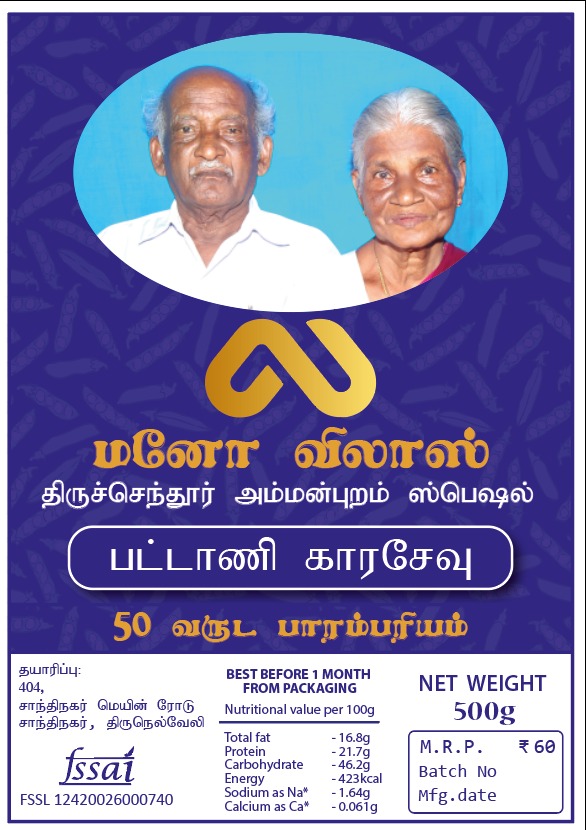 மனோ விலாஸ்
திருச்செந்தூர் அம்மன்புரம் ஸ்பெஷல்
பட்டாணி காரசேவு
50 வருட பாரம்பரியம்
தயாரிப்பு:
404,
சாந்திநகர் மெயின் ரோடு
சாந்திநகர், திருநெல்வேலி
fssai
FSSL 12420026000740
BEST BEFORE 1 MONTH
FROM PACKAGING
Nutritional value per 100g
Total fat - 16.8g
Protein - 21.7g
Carbohydrate - 46.2g
Energy - 423kcal
Sodium as Na* - 1.64g
Calcium as Ca* - 0.061g
NET WEIGHT
500g
M.R.P. ₹ 60
Batch No
Mfg.date